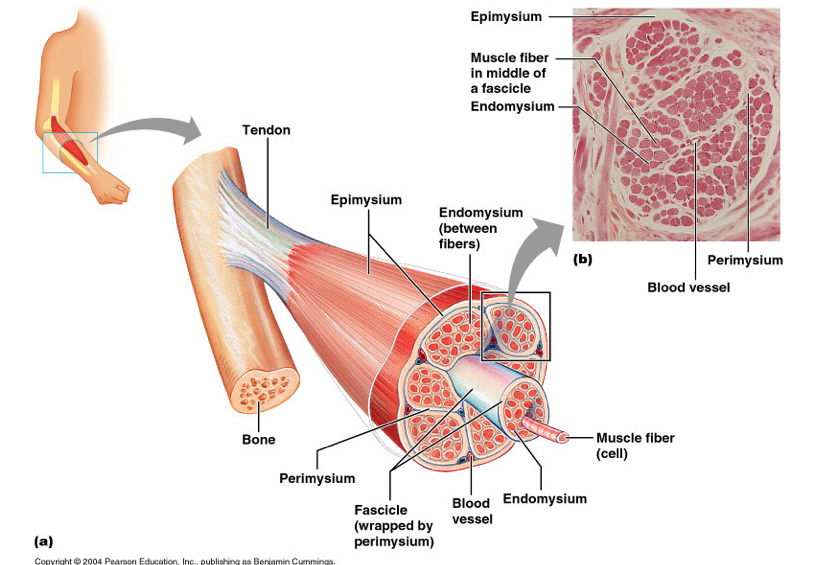 Epimysium
Muscle fiber
in middle of
a fascicle
Endomysium
Tendon
Epimysium
Endomysium
(between
fibers)
(b)
Perimysium
Blood vessel
Bone
Muscle fiber
(cell)
Perimysium
Fascicle
(wrapped by
perimysium)
Blood
vessel
Endomysium
(a)
Copyright © 2004 Pearson Education, Inc., publishing as Benjamin Cummings.